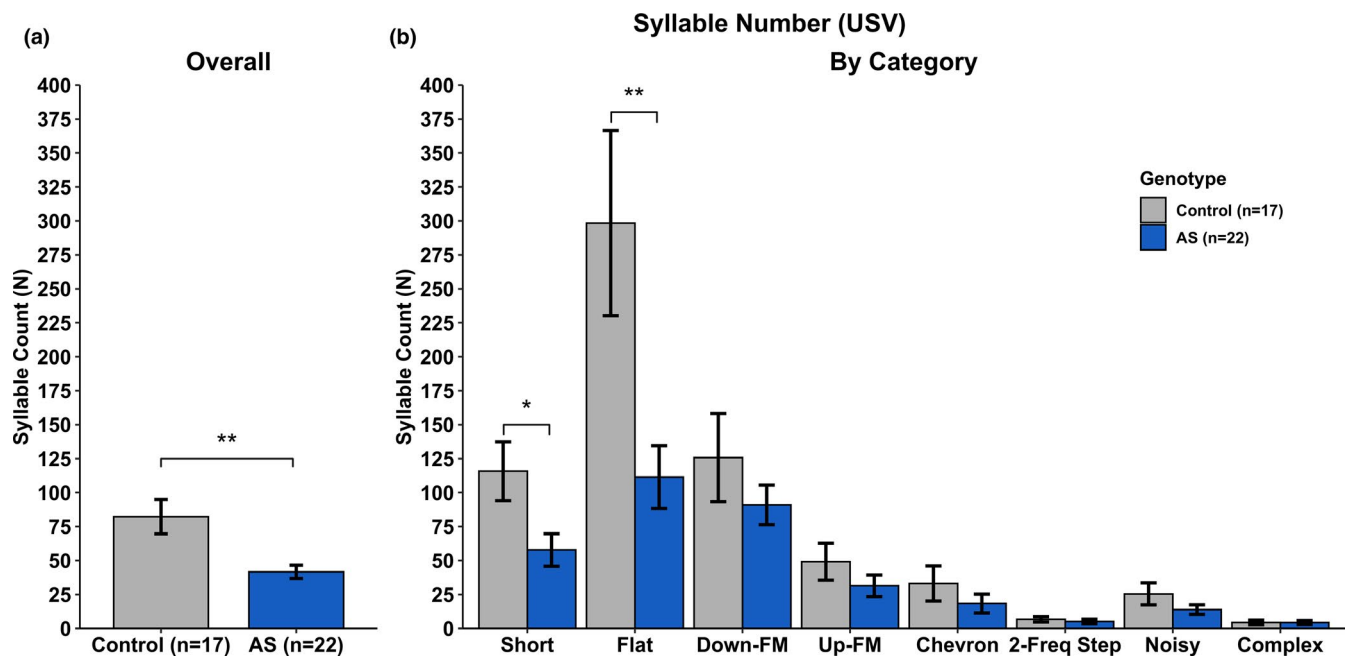 Syllable Number (USV)
(a)
(b)
Overall
By Category
Syllable Count (N)
400
375
350
325
300
275
250
225
200
175
150
125
100
75
50
25
0
**
Control (n=17)
AS (n=22)
Syllable Count (N)
400
375
350
325
300
275
250
225
200
175
150
125
100
75
50
25
0
*
**
Short
Flat
Down-FM
Up-FM
Chevron
2-Freq Step
Noisy
Complex
Genotype
Control (n=17)
AS (n=22)